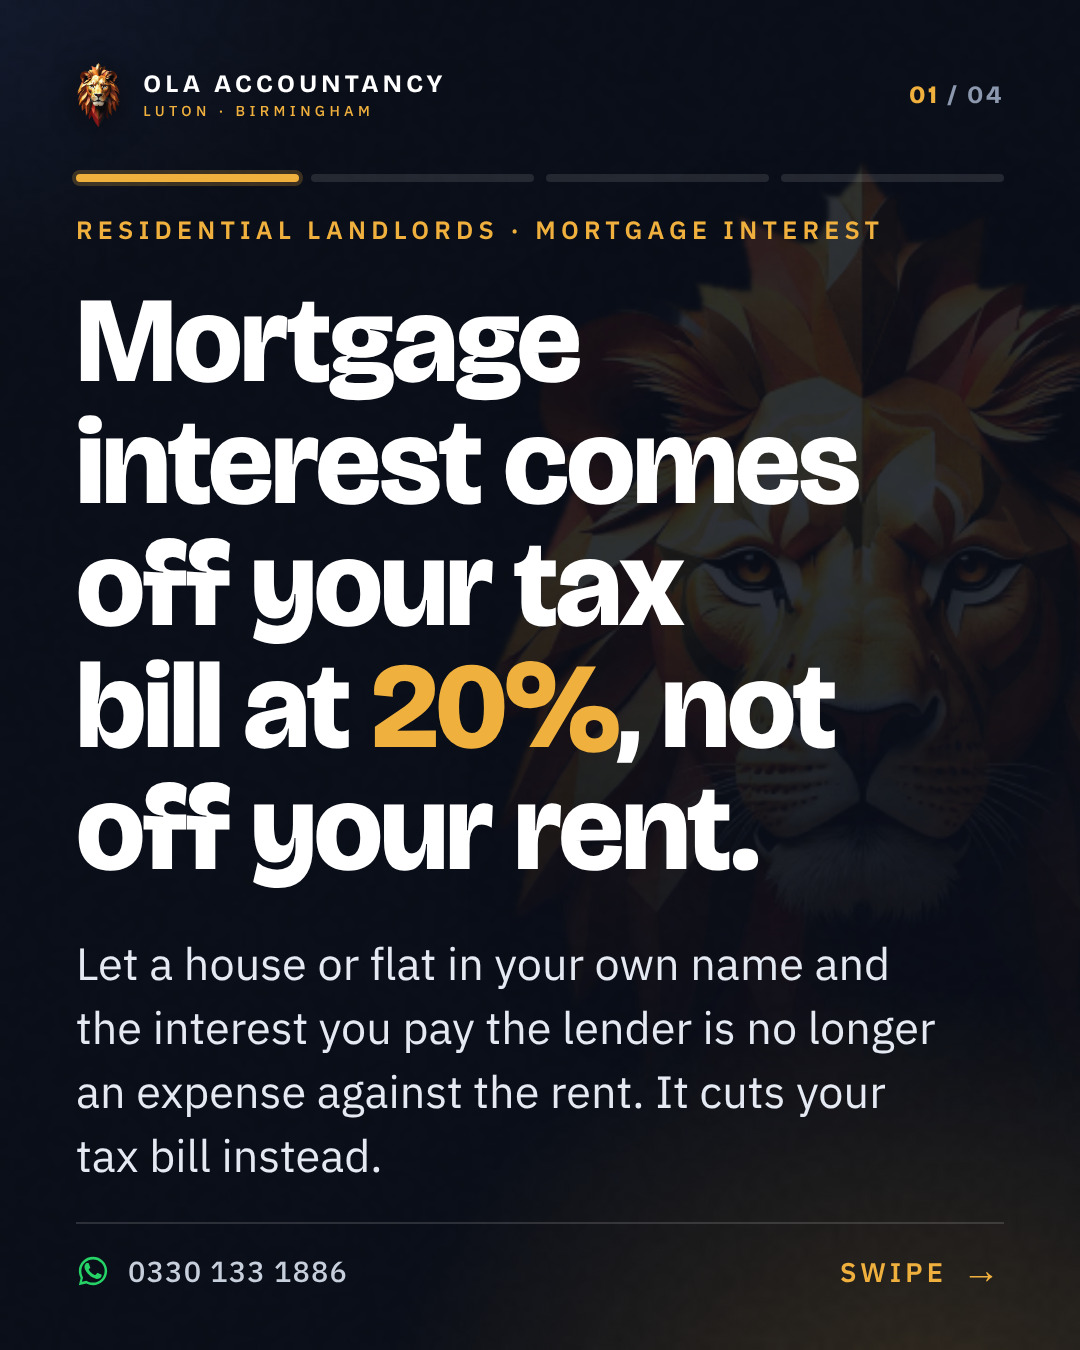 OLA ACCOUNTANCY
LUTON · BIRMINGHAM
01 / 04
RESIDENTIAL LANDLORDS · MORTGAGE INTEREST
Mortgage
interest comes
off your tax
bill at 20%, not
off your rent.
Let a house or flat in your own name and
the interest you pay the lender is no longer
an expense against the rent. It cuts your
tax bill instead.
0330 133 1886
SWIPE →